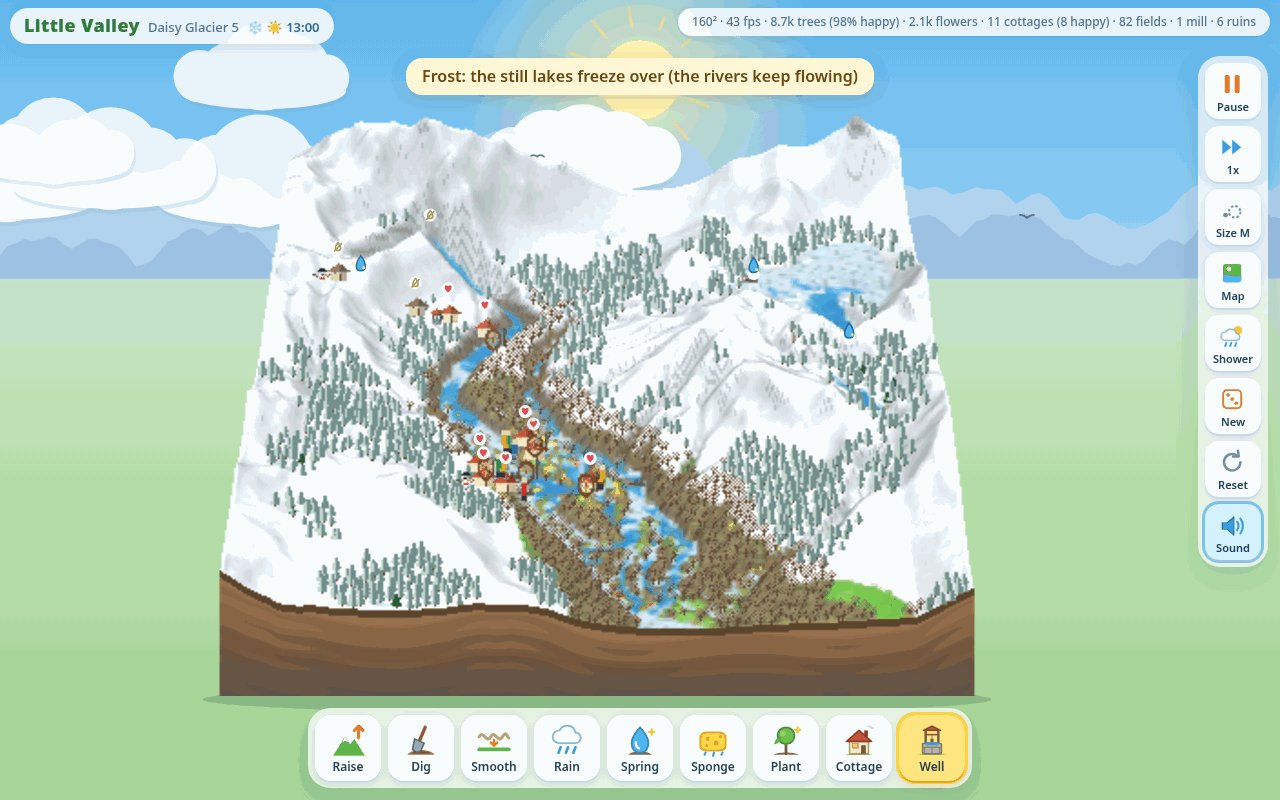 Little Valley Daisy Glacier 5 13:00
160² · 43 fps · 8.7k trees (98% happy) · 2.1k flowers · 11 cottages (8 happy) · 82 fields · 1 mill · 6 ruins
Frost: the still lakes freeze over (the rivers keep flowing)
Pause
1x
Size M
Map
Shower
New
Reset
Sound
Raise
Dig
Smooth
Rain
Spring
Sponge
Plant
Cottage
Well